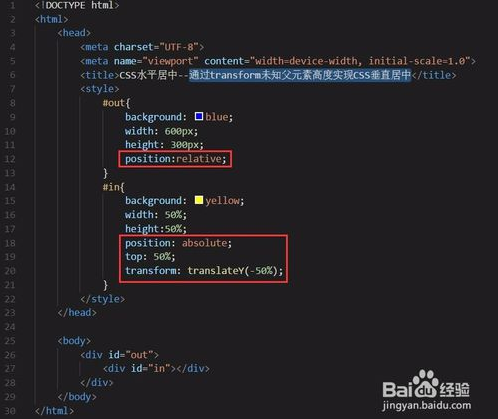 1 <!DOCTYPE html>
2 <html>
3 <head>
4 <meta charset="UTF-8">
5 <meta name="viewport" content="width=device-width, initial-scale=1.0">
6 <title>CSS水平居中--通过transform未知父元素高度实现CSS垂直居中</title>
7 <style>
8 #out{
9 background: blue;
10 width: 600px;
11 height: 300px;
12 position:relative;
13 }
14 #in{
15 background: yellow;
16 width: 50%;
17 height:50%;
18 position: absolute;
19 top: 50%;
20 transform: translateY(-50%);
21 }
22 </style>
23 </head>
24
25 <body>
26 <div id="out">
27 <div id="in"></div>
28 </div>
29 </body>
30 </html>
Baidu经验
jingyan.baidu.com